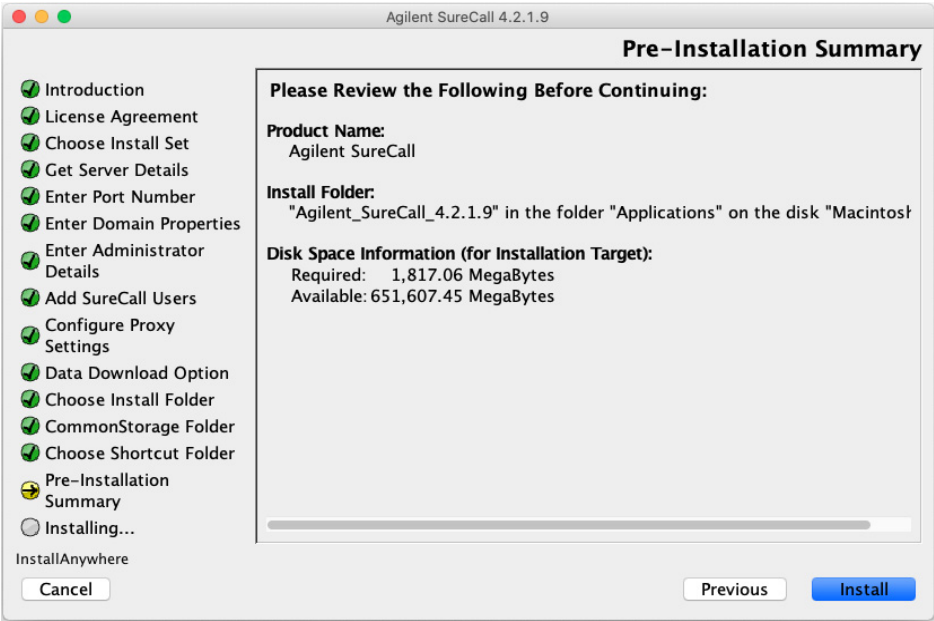 Agilent SureCall 4.2.1.9
Pre-Installation Summary
Introduction
License Agreement
Choose Install Set
Get Server Details
Enter Port Number
Enter Domain Properties
Enter Administrator
Details
Add SureCall Users
Configure Proxy
Settings
Data Download Option
Choose Install Folder
CommonStorage Folder
Choose Shortcut Folder
Pre-Installation
Summary
Installing...
Please Review the Following Before Continuing:
Product Name:
Agilent SureCall
Install Folder:
"Agilent_SureCall_4.2.1.9" in the folder "Applications" on the disk "Macintosh
Disk Space Information (for Installation Target):
Required: 1,817.06 MegaBytes
Available: 651,607.45 MegaBytes
InstallAnywhere
Cancel
Previous
Install